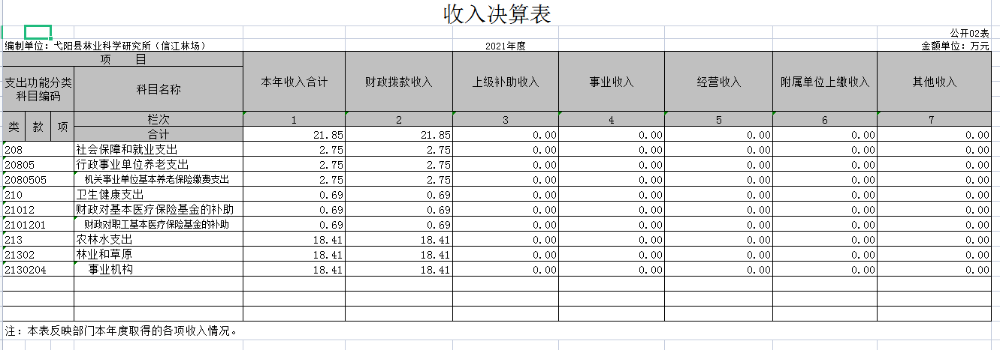 收入决算表
公开02表
编制单位：弋阳县林业科学研究所（信江林场） 2021年度 金额单位：万元
项 目
支出功能分类科目编码 科目名称 本年收入合计 财政拨款收入 上级补助收入 事业收入 经营收入 附属单位上缴收入 其他收入
类 款 项 栏次 1 2 3 4 5 6 7
合计 21.85 21.85 0.00 0.00 0.00 0.00 0.00
208 社会保障和就业支出 2.75 2.75 0.00 0.00 0.00 0.00 0.00
20805 行政事业单位养老支出 2.75 2.75 0.00 0.00 0.00 0.00 0.00
2080505 机关事业单位基本养老保险缴费支出 2.75 2.75 0.00 0.00 0.00 0.00 0.00
210 卫生健康支出 0.69 0.69 0.00 0.00 0.00 0.00 0.00
21012 财政对基本医疗保险基金的补助 0.69 0.69 0.00 0.00 0.00 0.00 0.00
2101201 财政对职工基本医疗保险基金的补助 0.69 0.69 0.00 0.00 0.00 0.00 0.00
213 农林水支出 18.41 18.41 0.00 0.00 0.00 0.00 0.00
21302 林业和草原 18.41 18.41 0.00 0.00 0.00 0.00 0.00
2130204 事业机构 18.41 18.41 0.00 0.00 0.00 0.00 0.00
注：本表反映部门本年度取得的各项收入情况。